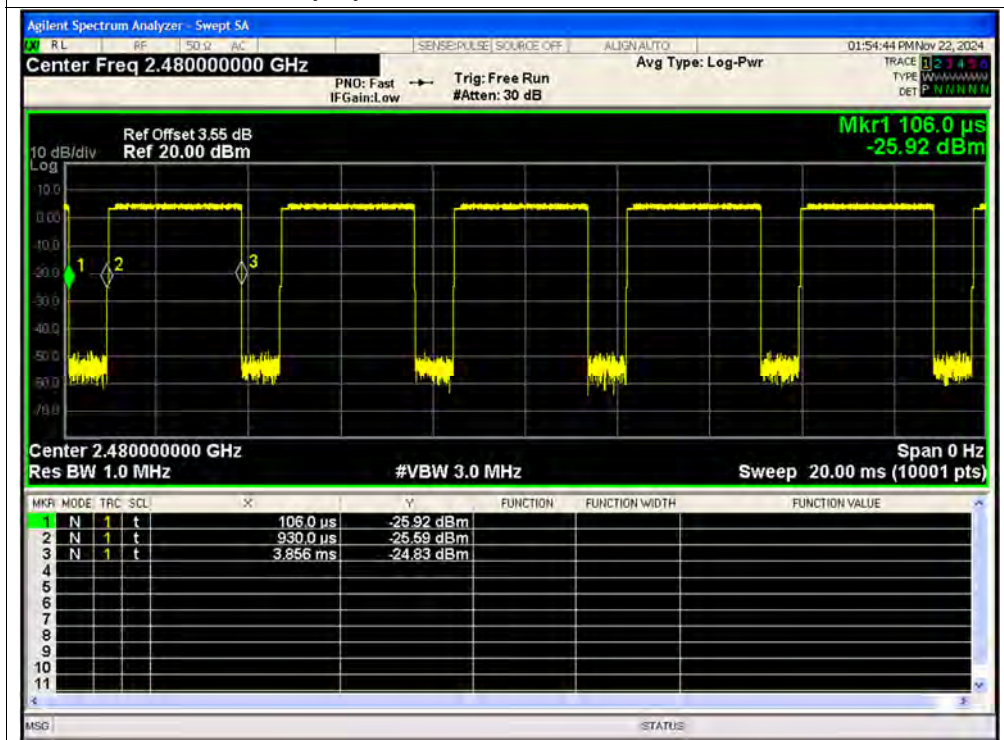 Agilent Spectrum Analyzer - Swept SA
RL RF 50 Ω AC SENSE:PULSE SOURCE OFF ALIGN AUTO 01:54:44 PM Nov 22, 2024
Center Freq 2.480000000 GHz Avg Type: Log-Pwr TRACE 1 2 3 4 5 6
PNO: Fast Trig: Free Run TYPE W
IFGain:Low #Atten: 30 dB DET P N N N N N
Mkr1 106.0 µs
Ref Offset 3.55 dB
10 dB/div Ref 20.00 dBm -25.92 dBm
Log
10.0
0.00
-10.0
-20.0
-30.0
-40.0
-50.0
-60.0
-70.0
1 2 3
Center 2.480000000 GHz Span 0 Hz
Res BW 1.0 MHz #VBW 3.0 MHz Sweep 20.00 ms (10001 pts)
MKR MODE TRC SCL X Y FUNCTION FUNCTION WIDTH FUNCTION VALUE
1 N 1 t 106.0 µs -25.92 dBm
2 N 1 t 930.0 µs -25.59 dBm
3 N 1 t 3.856 ms -24.83 dBm
4
5
6
7
8
9
10
11
MSG STATUS